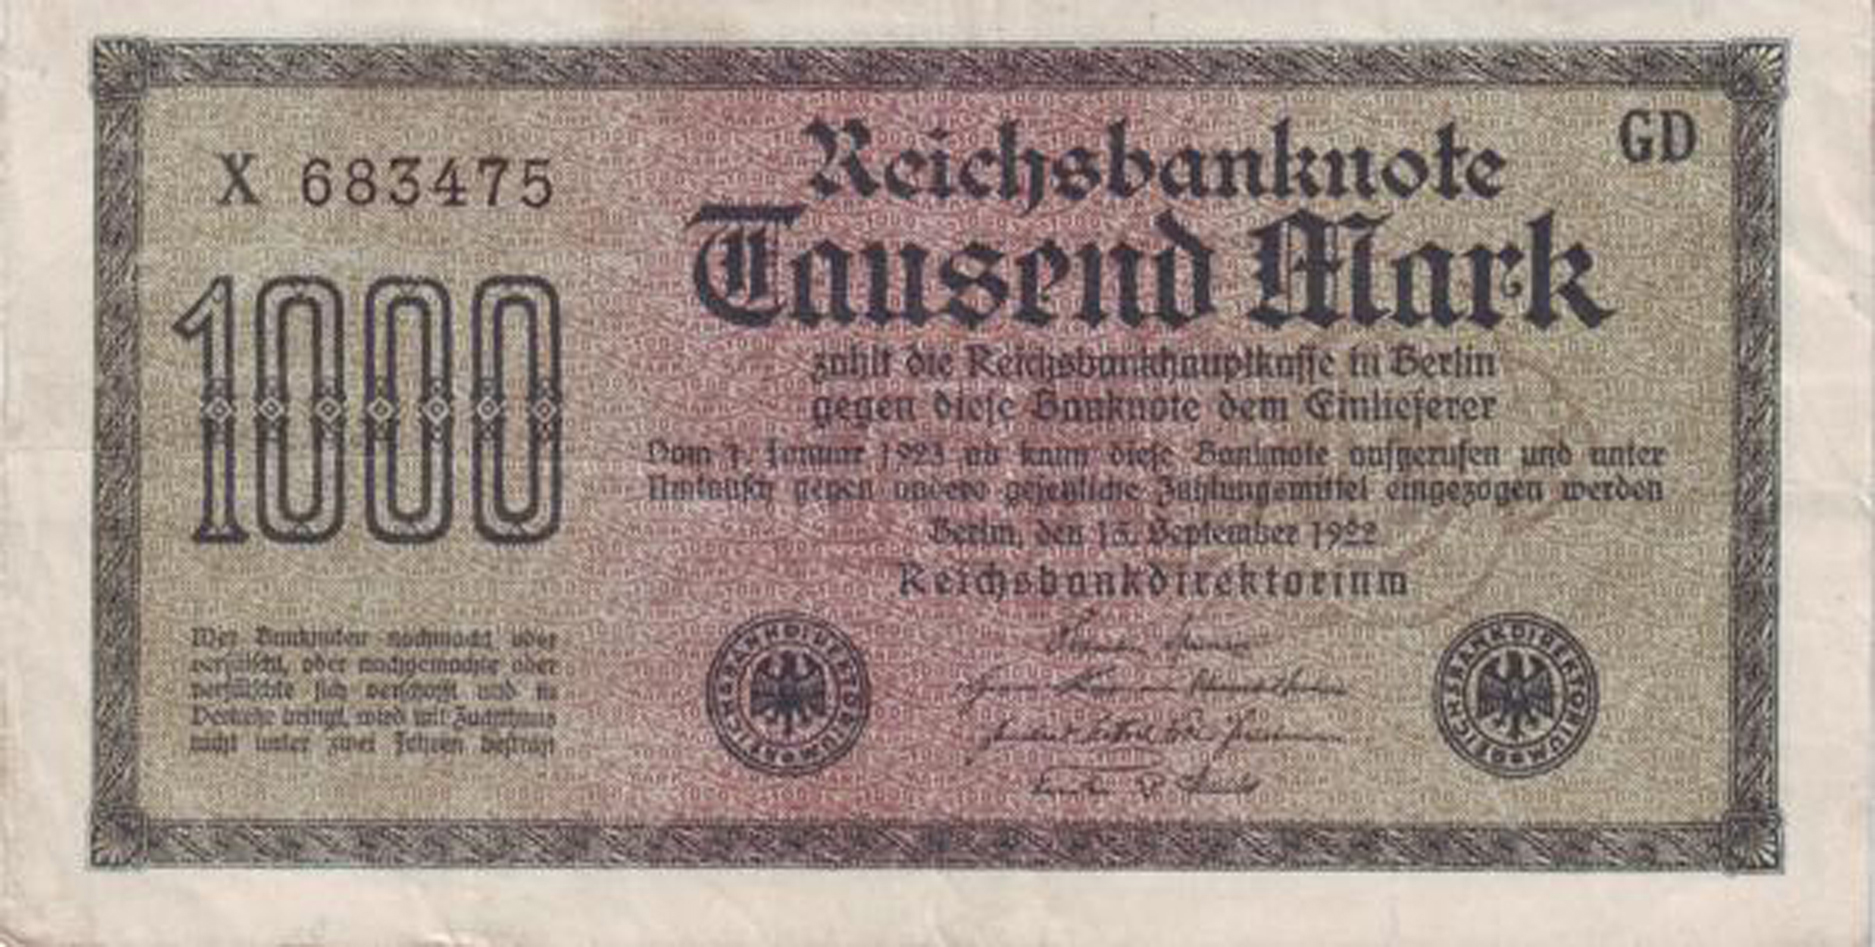 X 683475
GD
Reichsbanknote
Tausend Mark
1000
zahlt die Reichsbankhauptkasse in Berlin
gegen diese Banknote dem Einlieferer
Vom 1. Januar 1923 ab kann diese Banknote aufgerufen und unter
Umtausch gegen andere gesetzliche Zahlungsmittel eingezogen werden
Berlin, den 15. September 1922
Reichsbankdirektorium
Wer Banknoten nachmacht oder
verfälscht, oder nachgemachte oder
verfälschte sich verschafft und in
Verkehr bringt, wird mit Zuchthaus
nicht unter zwei Jahren bestraft
REICHSBANKDIREKTORIUM
REICHSBANKDIREKTORIUM